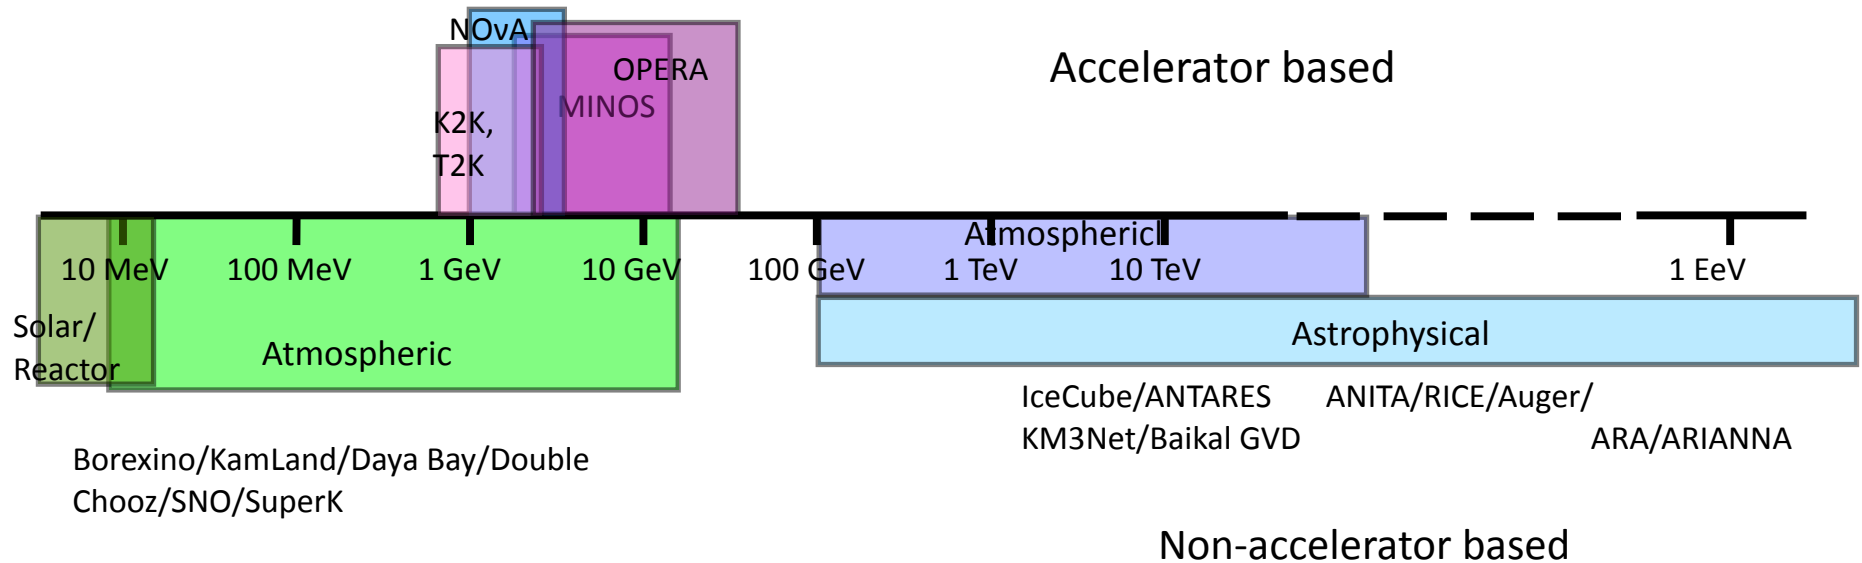 NOνA
Accelerator based
OPERA
MINOS
K2K,
T2K
Atmospheric
10 MeV
100 MeV
1 GeV
10 GeV
100 GeV
1 TeV
10 TeV
1 EeV
Solar/
Reactor
Atmospheric
Astrophysical
IceCube/ANTARES
KM3Net/Baikal GVD
ANITA/RICE/Auger/
ARA/ARIANNA
Borexino/KamLand/Daya Bay/Double
Chooz/SNO/SuperK
Non-accelerator based